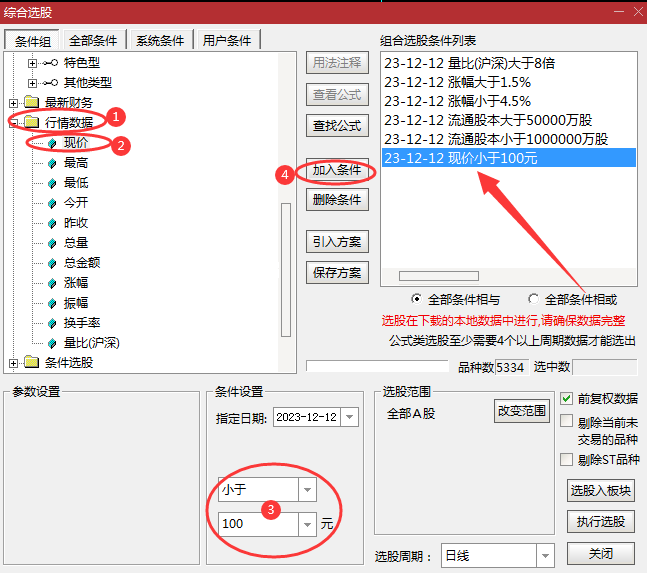 综合选股
条件组 全部条件 系统条件 用户条件
特色型
其他类型
最新财务
行情数据 1
现价 2
最高
最低
今开
昨收
总量
总金额
涨幅
振幅
换手率
量比(沪深)
条件选股
用法注释
查看公式
查找公式
4 加入条件
删除条件
引入方案
保存方案
组合选股条件列表
23-12-12 量比(沪深)大于8倍
23-12-12 涨幅大于1.5%
23-12-12 涨幅小于4.5%
23-12-12 流通股本大于50000万股
23-12-12 流通股本小于1000000万股
23-12-12 现价小于100元
全部条件相与 全部条件相或
选股在下载的本地数据中进行,请确保数据完整
公式类选股至少需要4个以上周期数据才能选出
品种数 5334 选中数
参数设置
条件设置
指定日期: 2023-12-12
小于
3
100 元
选股范围
全部A股 改变范围
选股周期: 日线
前复权数据
剔除当前未
交易的品种
剔除ST品种
选股入板块
执行选股
关闭